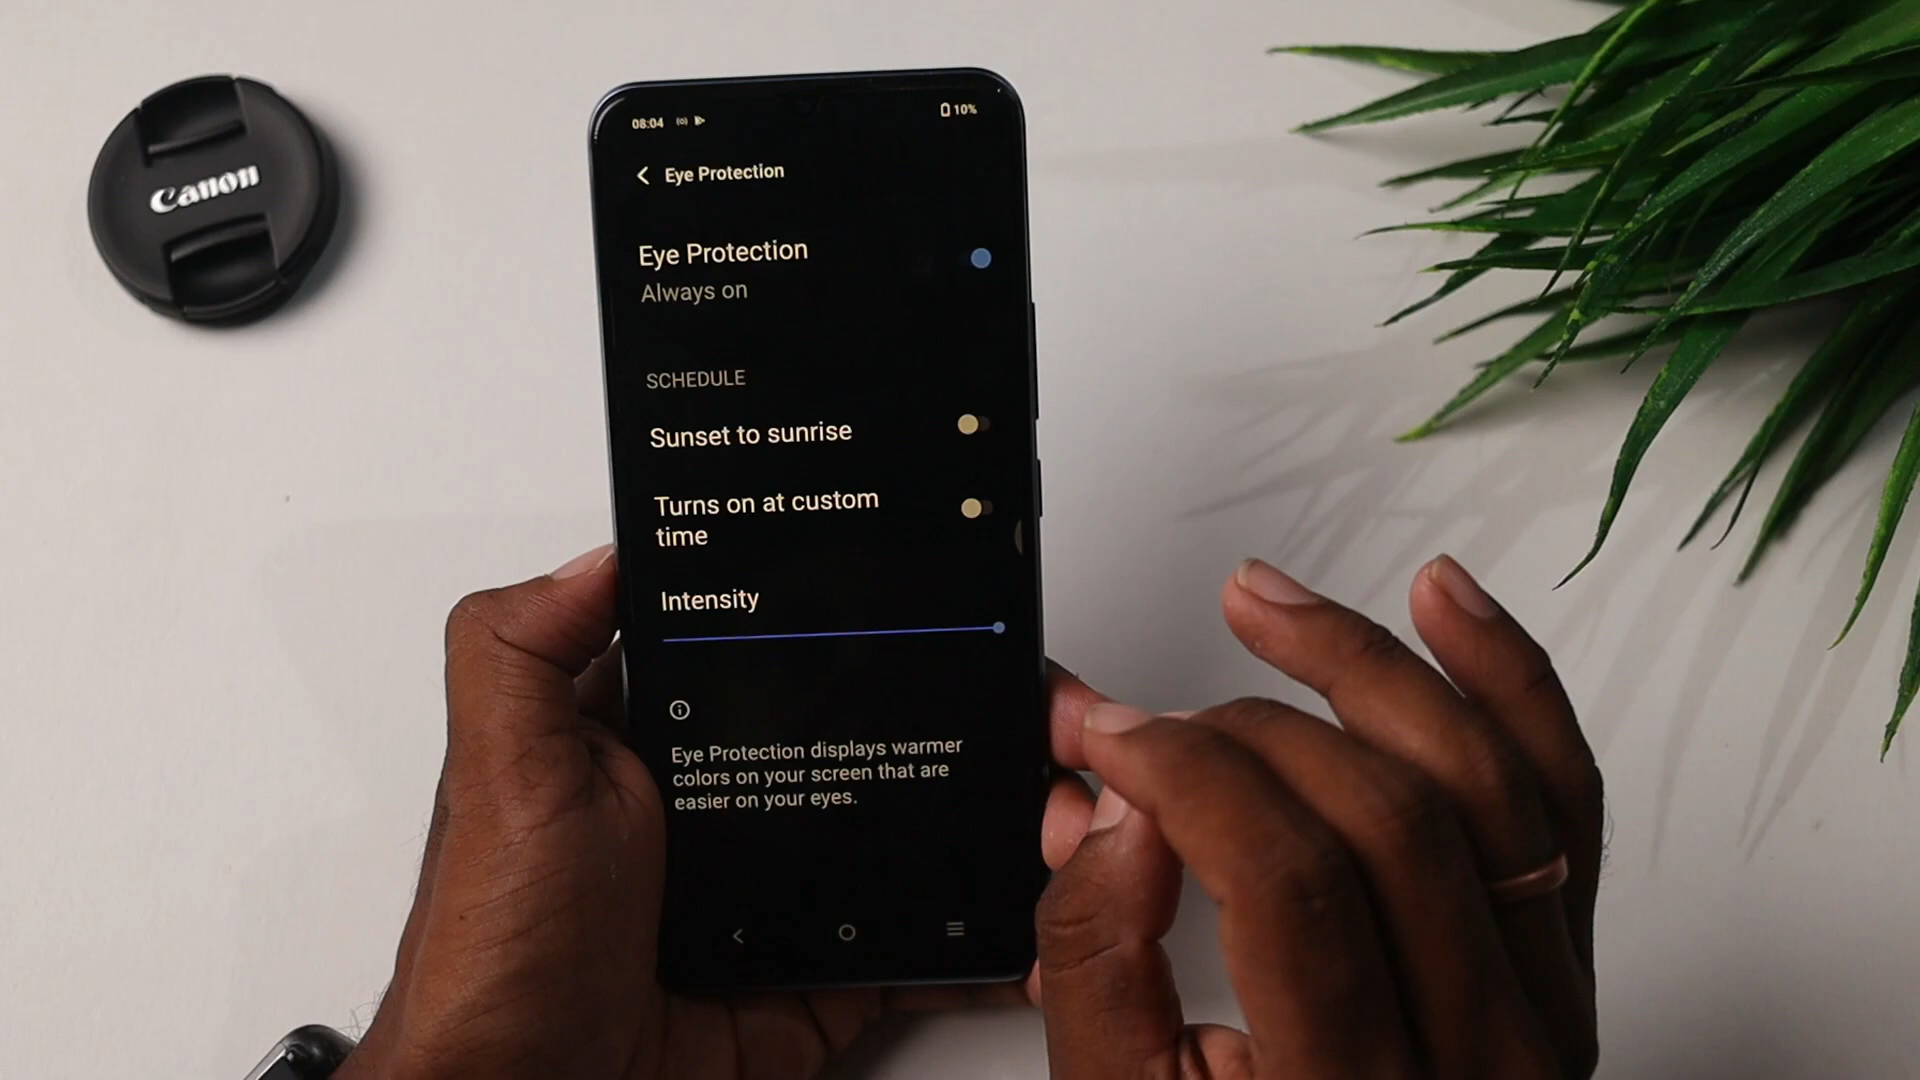 Canon
08:04
10%
Eye Protection
Eye Protection
Always on
SCHEDULE
Sunset to sunrise
Turns on at custom
time
Intensity
Eye Protection displays warmer
colors on your screen that are
easier on your eyes.